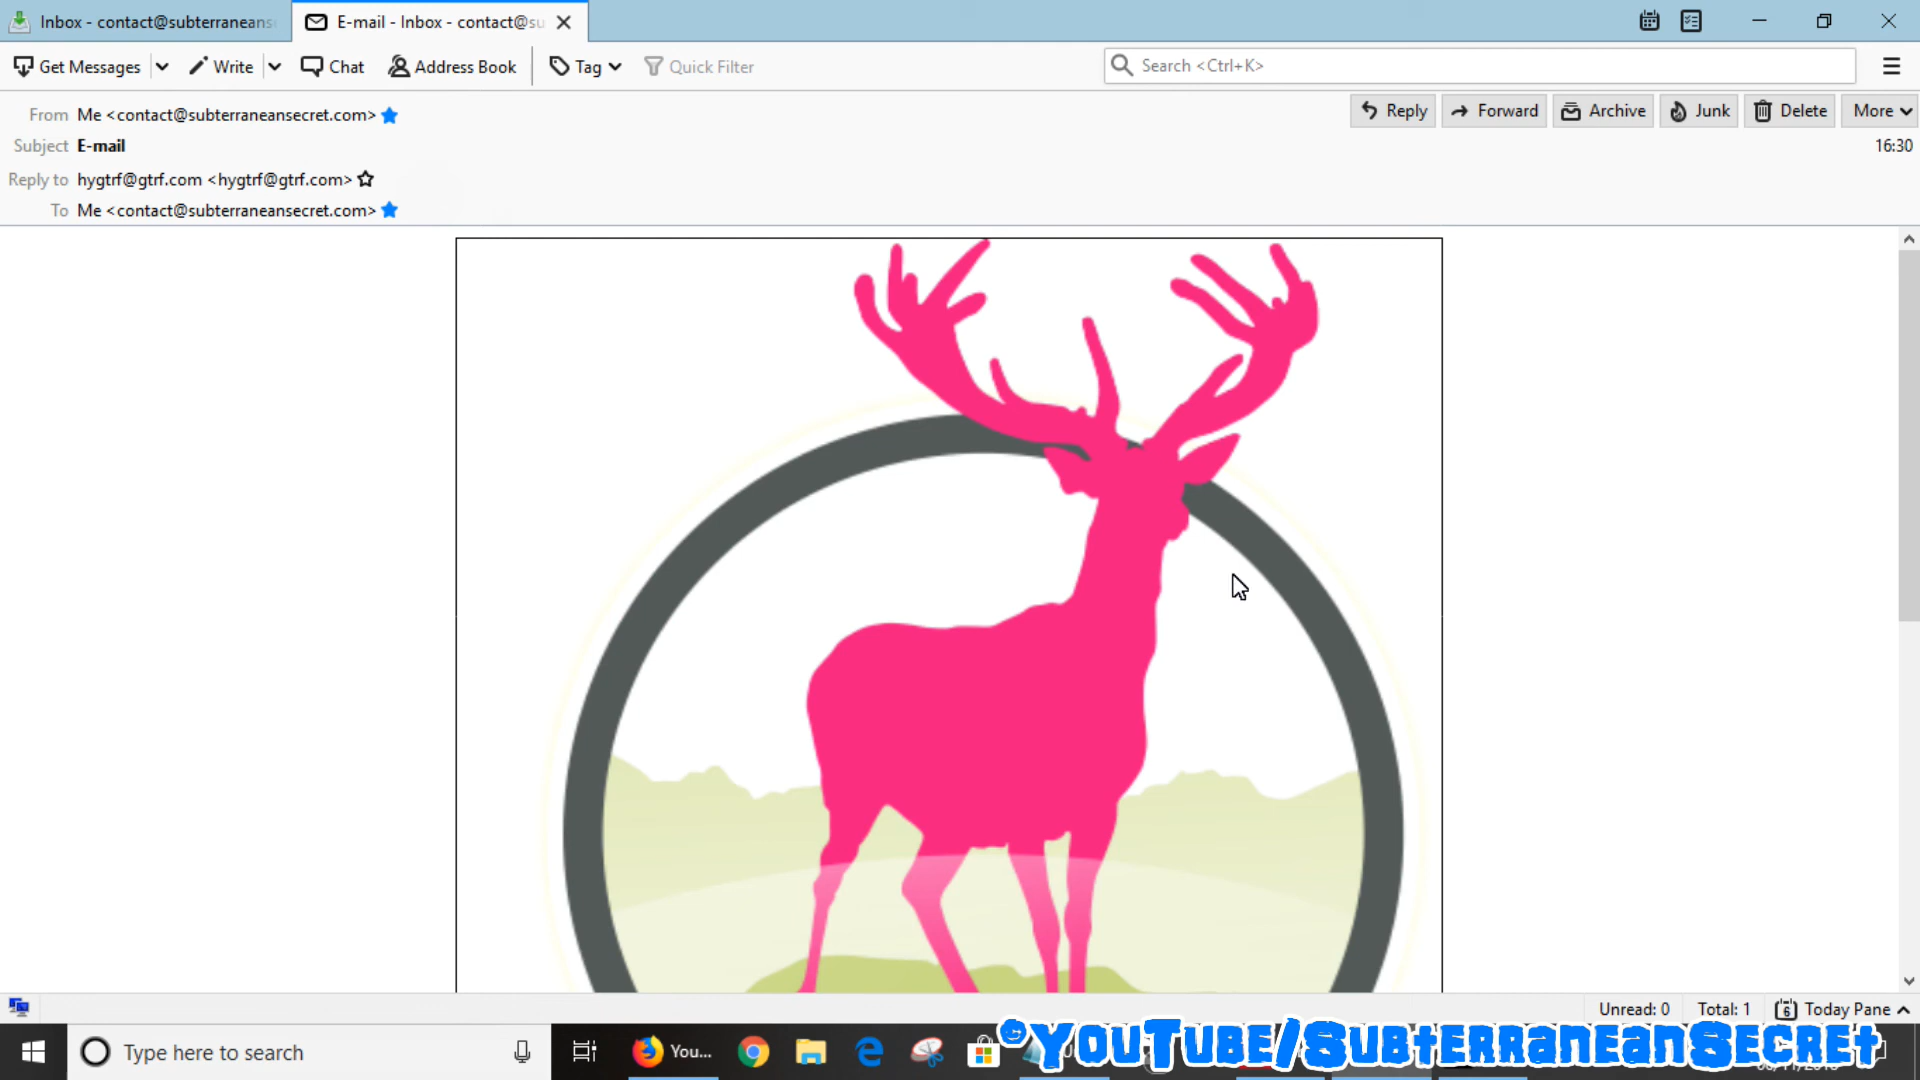 Inbox - contact@subterraneans
E-mail - Inbox - contact@su
Get Messages
Write
Chat
Address Book
Tag
Quick Filter
Search <Ctrl+K>
From Me <contact@subterraneansecret.com>
Reply
Forward
Archive
Junk
Delete
More
Subject E-mail
16:30
Reply to hygtrf@gtrf.com <hygtrf@gtrf.com>
To Me <contact@subterraneansecret.com>
Unread: 0
Total: 1
6
Today Pane
Type here to search
You...
©YouTube/SubterraneanSecret